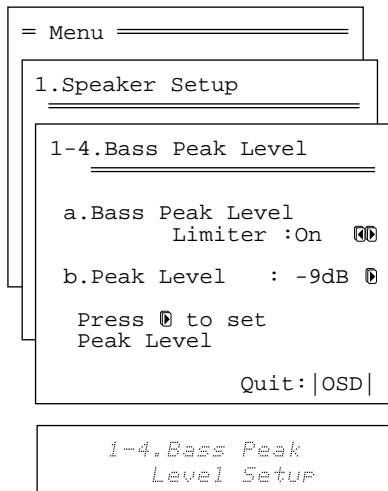 = Menu
1.Speaker Setup
1-4.Bass Peak Level
a.Bass Peak Level
Limiter :On
b.Peak Level : -9dB
Press to set
Peak Level
Quit:|OSD|
1-4.Bass Peak
Level Setup